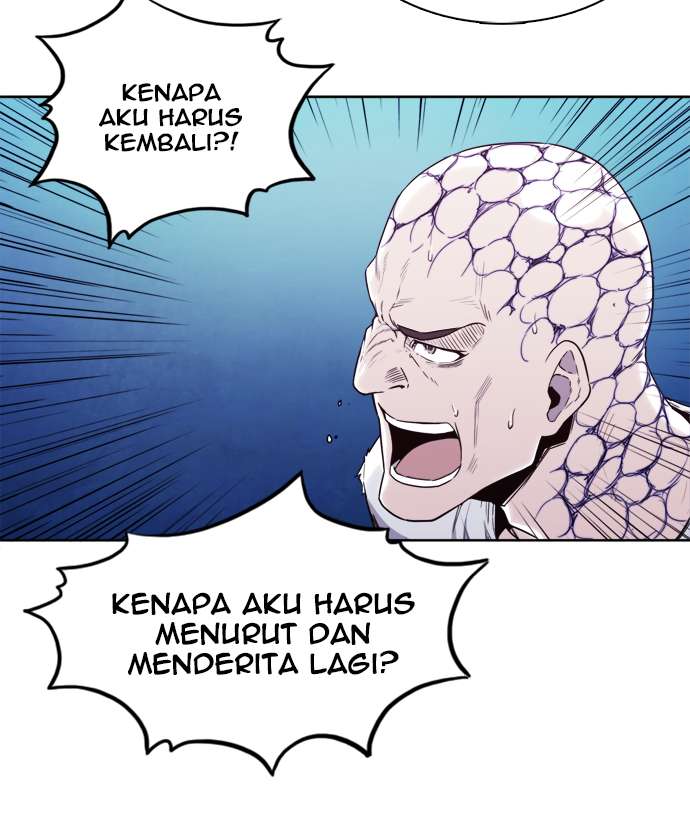 KENAPA
AKU HARUS
KEMBALI?!
KENAPA AKU HARUS
MENURUT DAN
MENDERITA LAGI?